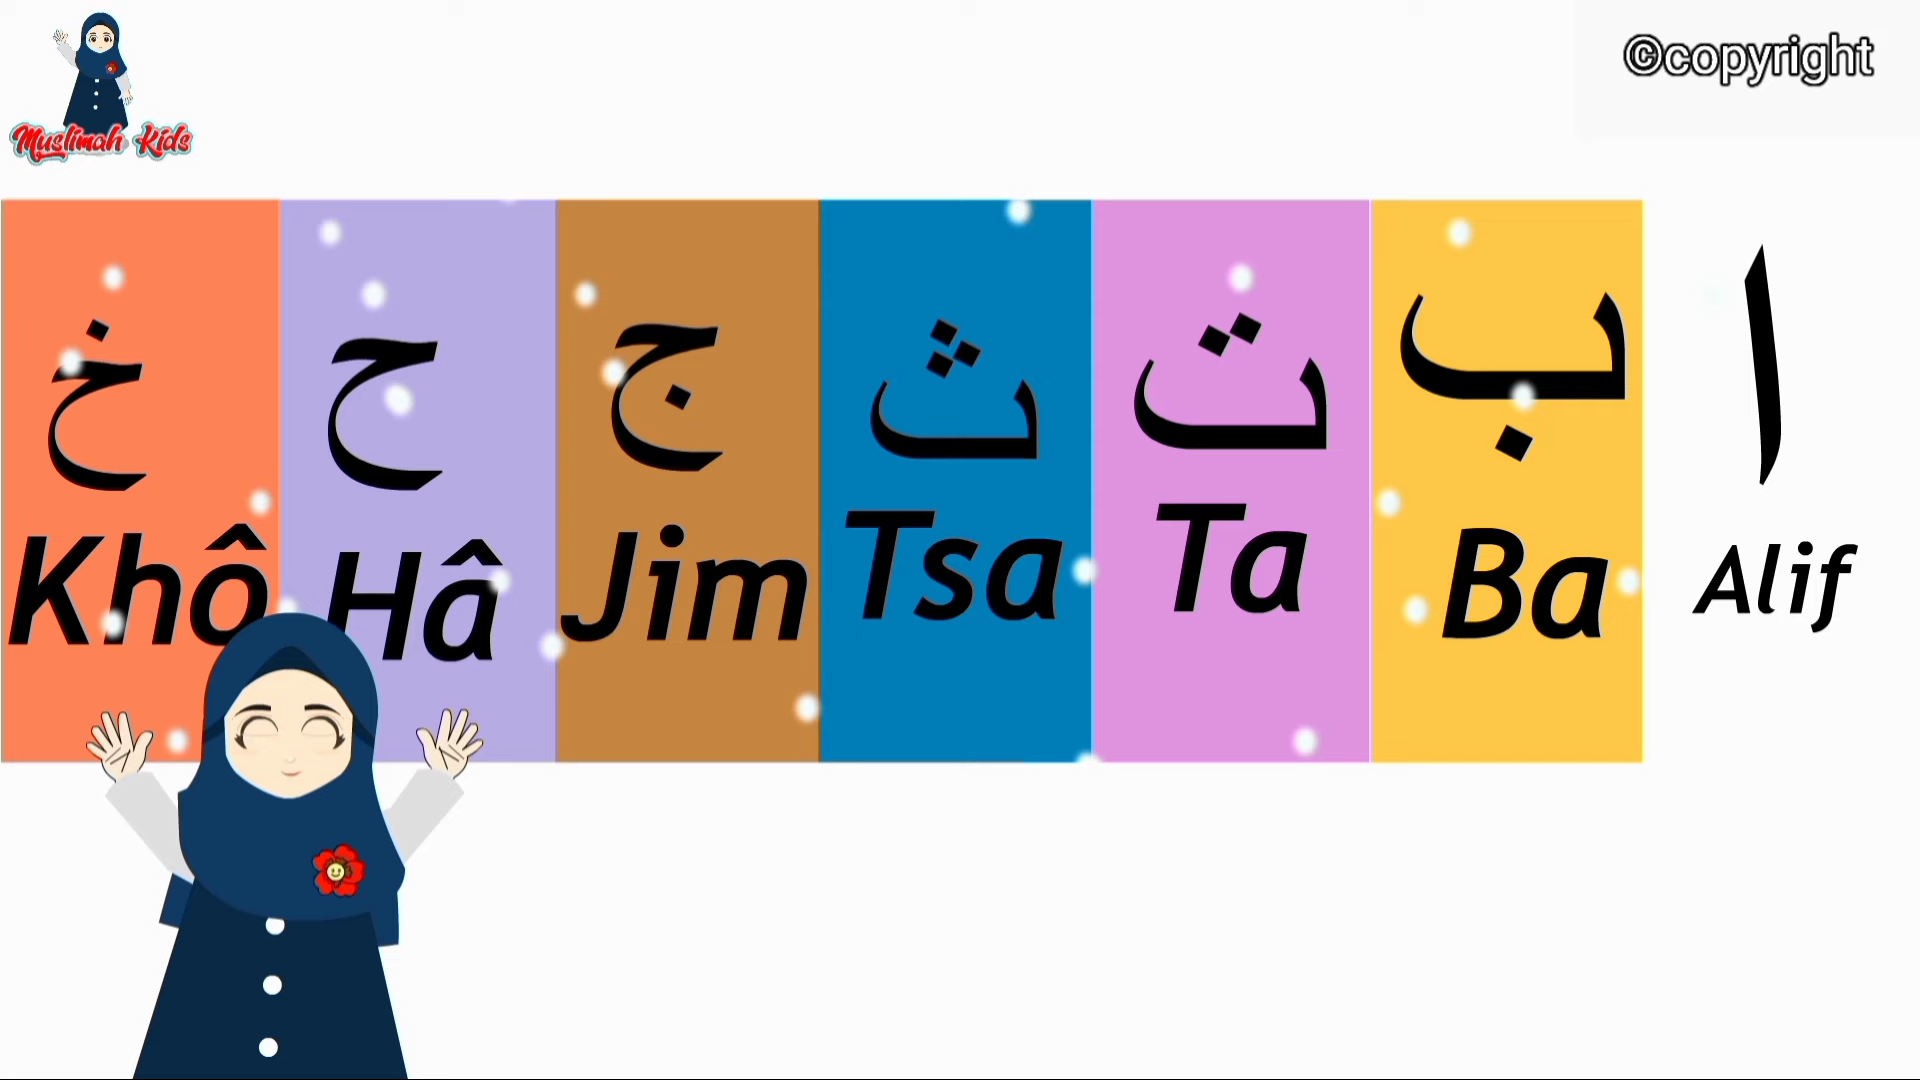 Muslimah Kids
©copyright
ا ب ت ث ج ح خ
Alif Ba Ta Tsa Jim Hâ Khô